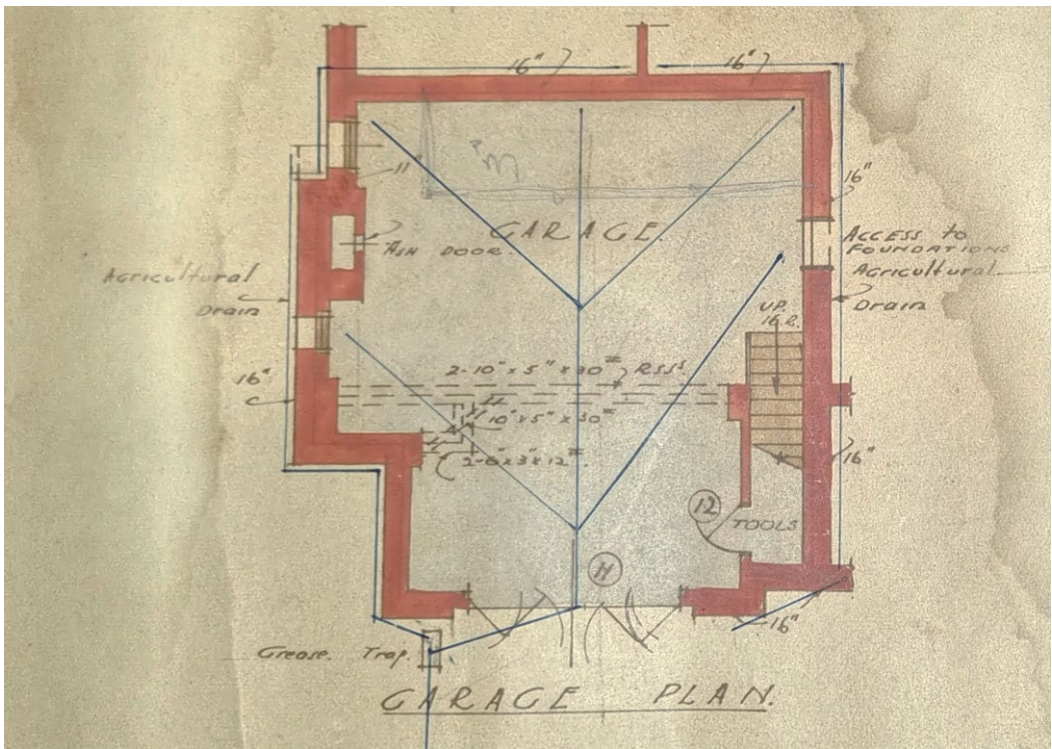 16"
16"
11
16"
GARAGE.
ASH DOOR.
ACCESS to
FOUNDATIONS
Agricultural
Drain
Agricultural
Drain
UP.
16 R.
2-10" x 5" x 30# RSJs
16"
10" x 5" x 30#
2-6" x 3" x 12#.
16"
12
TOOLS
H
16"
Grease. Trap.
GARAGE PLAN.